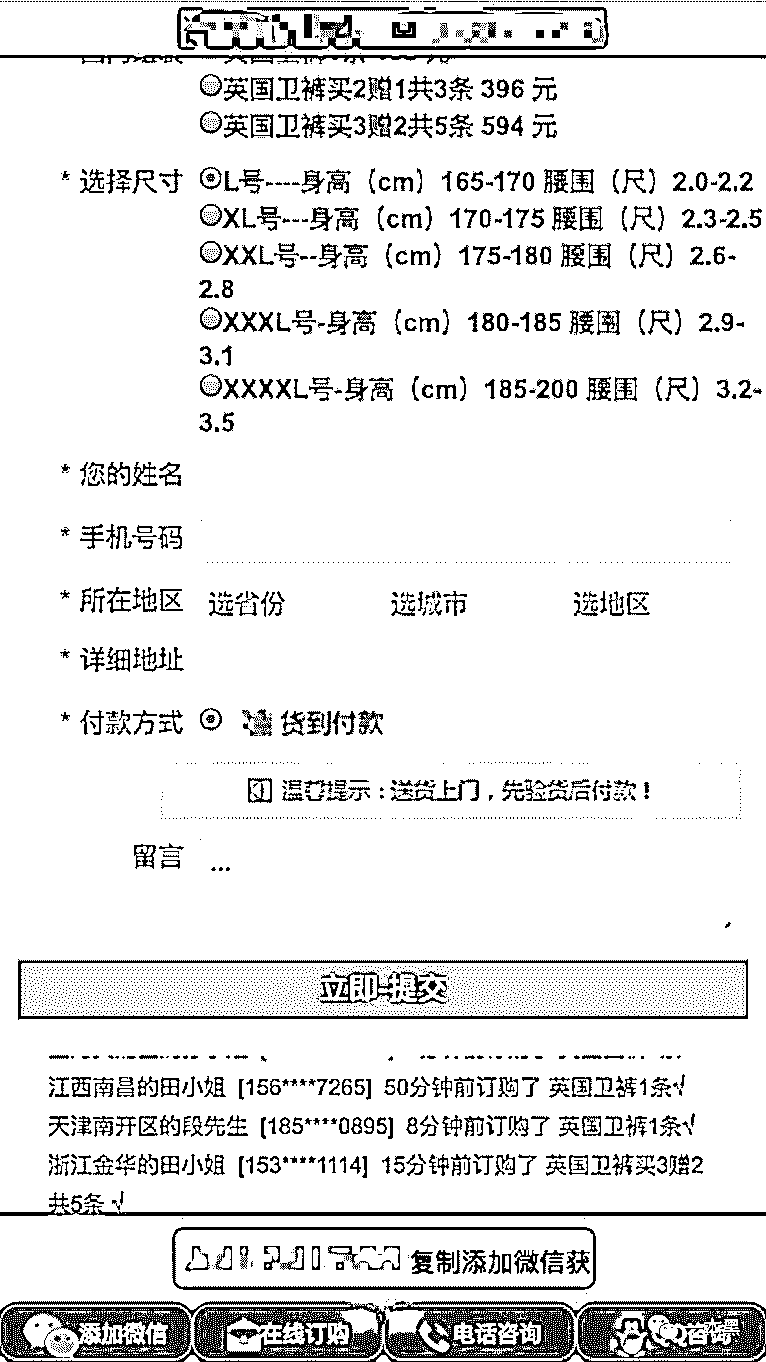 英国卫裤买2赠1共3条 396 元
英国卫裤买3赠2共5条 594 元
* 选择尺寸 L号----身高（cm）165-170 腰围（尺）2.0-2.2
XL号---身高（cm）170-175 腰围（尺）2.3-2.5
XXL号--身高（cm）175-180 腰围（尺）2.6-
2.8
XXXL号-身高（cm）180-185 腰围（尺）2.9-
3.1
XXXXL号-身高（cm）185-200 腰围（尺）3.2-
3.5
* 您的姓名
* 手机号码
* 所在地区 选省份 选城市 选地区
* 详细地址
* 付款方式 货到付款
温馨提示：送货上门，先验货后付款！
留言 ...
立即-提交
江西南昌的田小姐 [156****7265] 50分钟前订购了 英国卫裤1条√
天津南开区的段先生 [185****0895] 8分钟前订购了 英国卫裤1条√
浙江金华的田小姐 [153****1114] 15分钟前订购了 英国卫裤买3赠2
共5条 √
复制添加微信获
添加微信 在线订购 电话咨询 QQ咨询